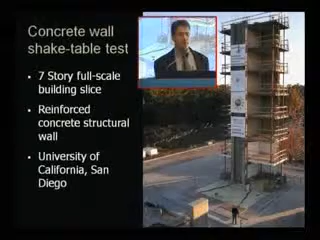 Concrete wall
shake-table test
• 7 Story full-scale
building slice
• Reinforced
concrete structural
wall
• University of
California, San
Diego